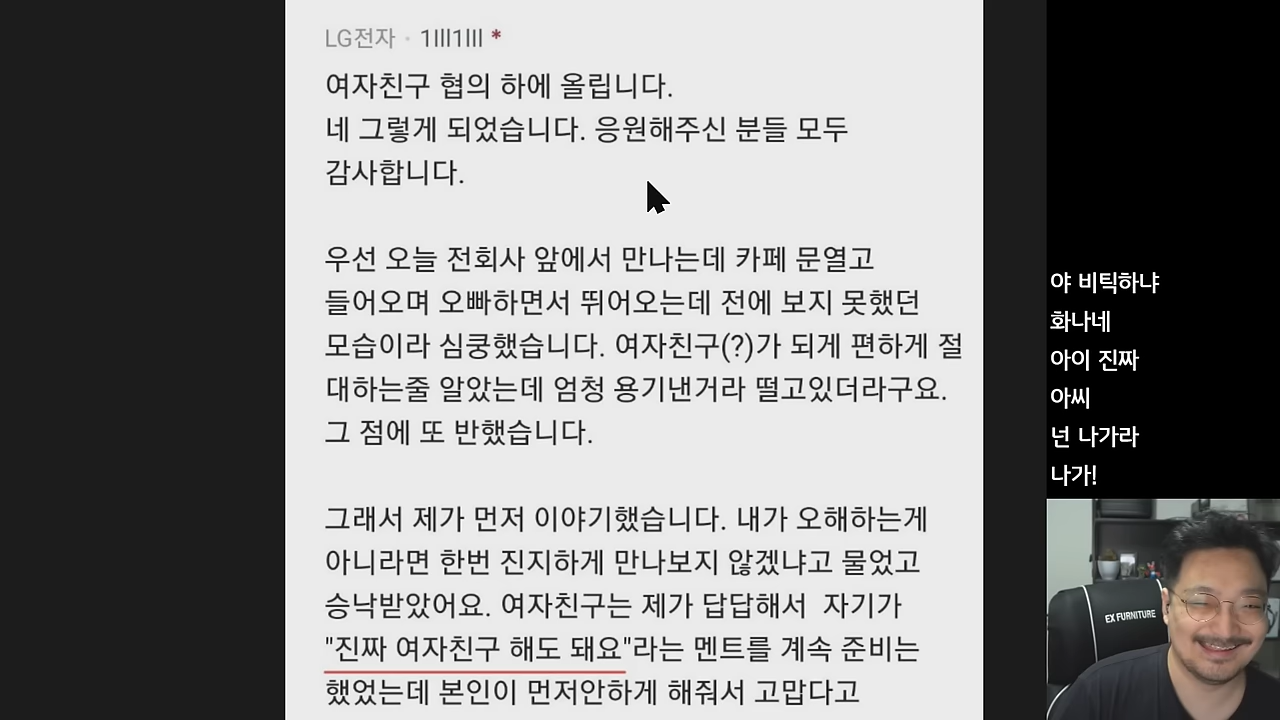 LG전자 · 1lll1lll *
여자친구 협의 하에 올립니다.
네 그렇게 되었습니다. 응원해주신 분들 모두
감사합니다.
우선 오늘 전회사 앞에서 만나는데 카페 문열고
들어오며 오빠하면서 뛰어오는데 전에 보지 못했던
모습이라 심쿵했습니다. 여자친구(?)가 되게 편하게 절
대하는줄 알았는데 엄청 용기낸거라 떨고있더라구요.
그 점에 또 반했습니다.
그래서 제가 먼저 이야기했습니다. 내가 오해하는게
아니라면 한번 진지하게 만나보지 않겠냐고 물었고
승낙받았어요. 여자친구는 제가 답답해서 자기가
"진짜 여자친구 해도 돼요"라는 멘트를 계속 준비는
했었는데 본인이 먼저안하게 해줘서 고맙다고
야 비틱하냐
화나네
아이 진짜
아씨
넌 나가라
나가!
EX FURNITURE